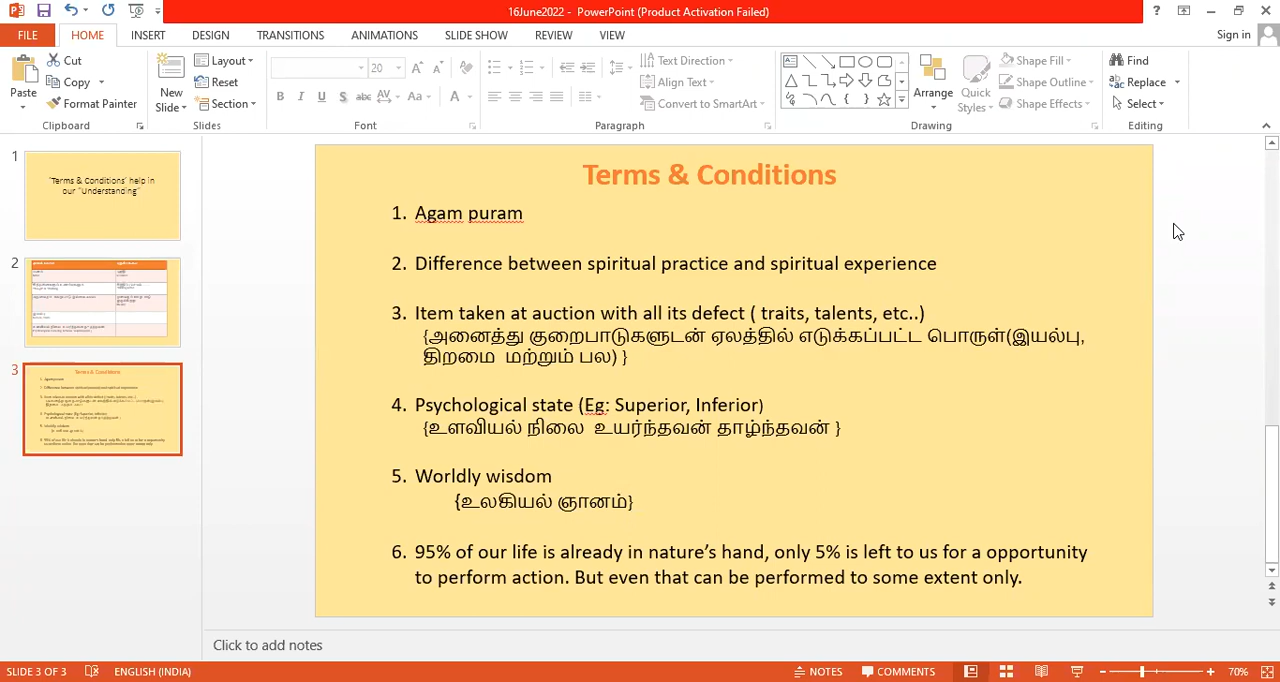 16June2022 - PowerPoint (Product Activation Failed)
FILE HOME INSERT DESIGN TRANSITIONS ANIMATIONS SLIDE SHOW REVIEW VIEW Sign in
Paste Cut Copy Format Painter
Clipboard
New Slide Layout Reset Section
Slides
20
B I U S abc AV Aa A
Font
Text Direction Align Text Convert to SmartArt
Paragraph
Arrange Quick Styles Shape Fill Shape Outline Shape Effects
Drawing
Find Replace Select
Editing
1
'Terms & Conditions' help in
our "Understanding"
2
3
Terms & Conditions
Terms & Conditions
1. Agam puram
2. Difference between spiritual practice and spiritual experience
3. Item taken at auction with all its defect ( traits, talents, etc..)
{அனைத்து குறைபாடுகளுடன் ஏலத்தில் எடுக்கப்பட்ட பொருள்(இயல்பு,
திறமை மற்றும் பல) }
4. Psychological state (Eg: Superior, Inferior)
{உளவியல் நிலை உயர்ந்தவன் தாழ்ந்தவன் }
5. Worldly wisdom
{உலகியல் ஞானம்}
6. 95% of our life is already in nature's hand, only 5% is left to us for a opportunity
to perform action. But even that can be performed to some extent only.
Click to add notes
SLIDE 3 OF 3 ENGLISH (INDIA) NOTES COMMENTS 70%